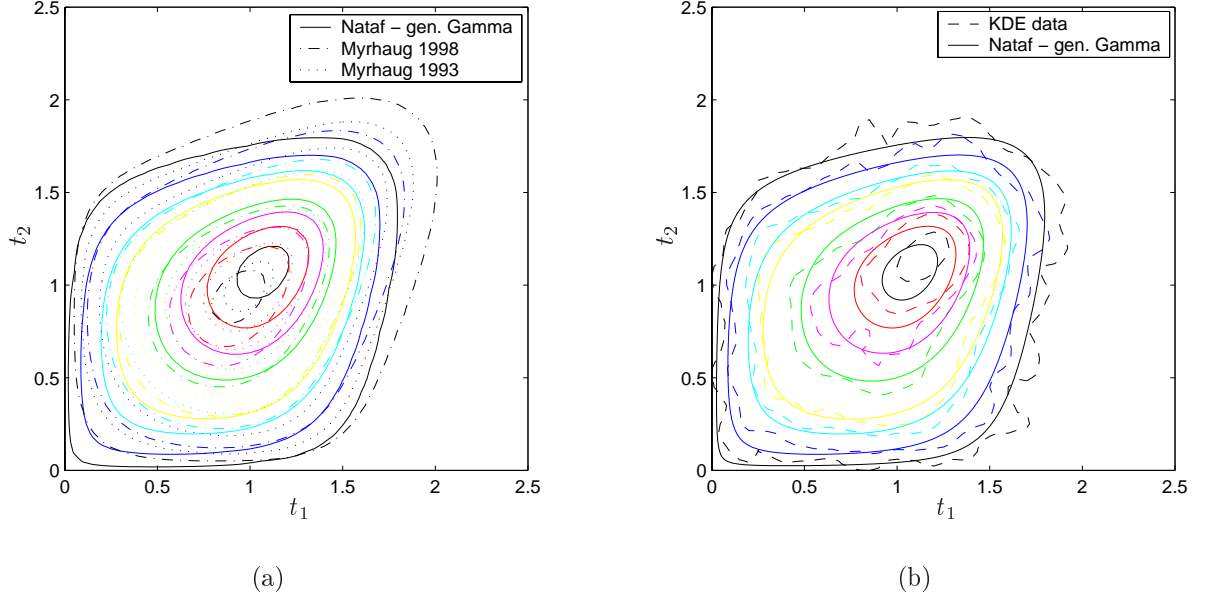 Nataf – gen. Gamma
Myrhaug 1998
Myrhaug 1993
2.5
2
1.5
1
0.5
0
0 0.5 1 1.5 2 2.5
t₂
t₁
(a)
KDE data
Nataf – gen. Gamma
2.5
2
1.5
1
0.5
0
0 0.5 1 1.5 2 2.5
t₂
t₁
(b)